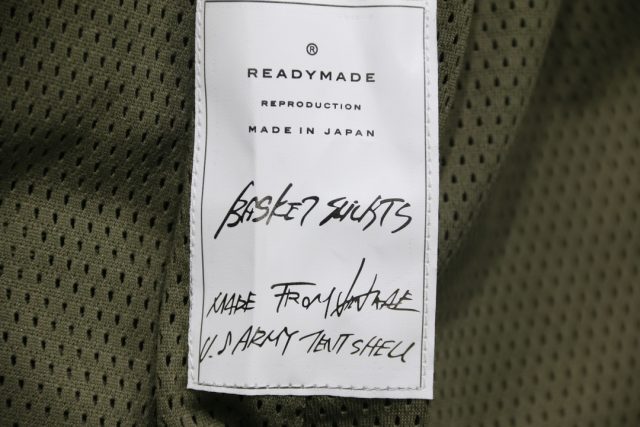 ®
READYMADE
REPRODUCTION
MADE IN JAPAN
BASKET SHORTS
MADE FROM VINTAGE
U.S ARMY TENT SHELL